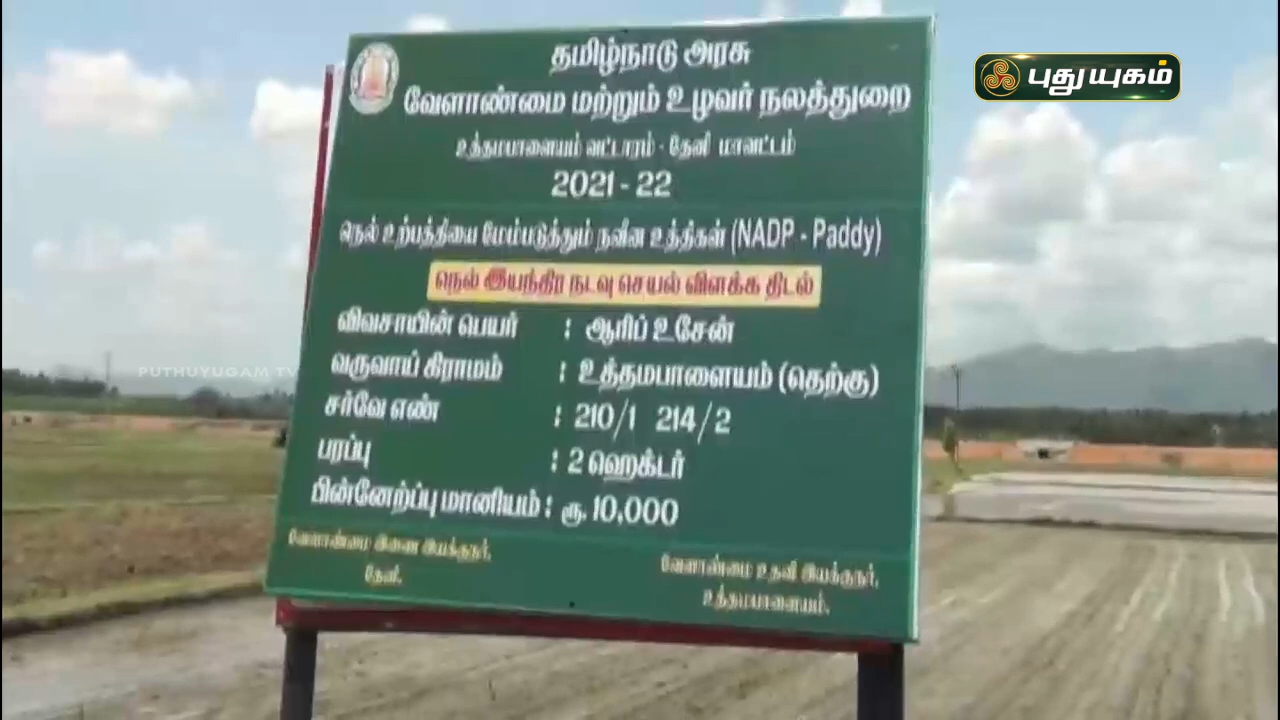 தமிழ்நாடு அரசு
வேளாண்மை மற்றும் உழவர் நலத்துறை
உத்தமபாளையம் வட்டாரம் - தேனி மாவட்டம்
2021 - 22
நெல் உற்பத்தியை மேம்படுத்தும் நவீன உத்திகள் (NADP - Paddy)
நெல் இயந்திர நடவு செயல் விளக்க திடல்
விவசாயின் பெயர் : ஆரிப் உசேன்
வருவாய் கிராமம் : உத்தமபாளையம் (தெற்கு)
சர்வே எண் : 210/1 214/2
பரப்பு : 2 ஹெக்டர்
பின்னேற்ப்பு மானியம் : ரூ. 10,000
வேளாண்மை இணை இயக்குநர்,
தேனி.
வேளாண்மை உதவி இயக்குநர்,
உத்தமபாளையம்.
புதுயுகம்
PUTHUYUGAM TV